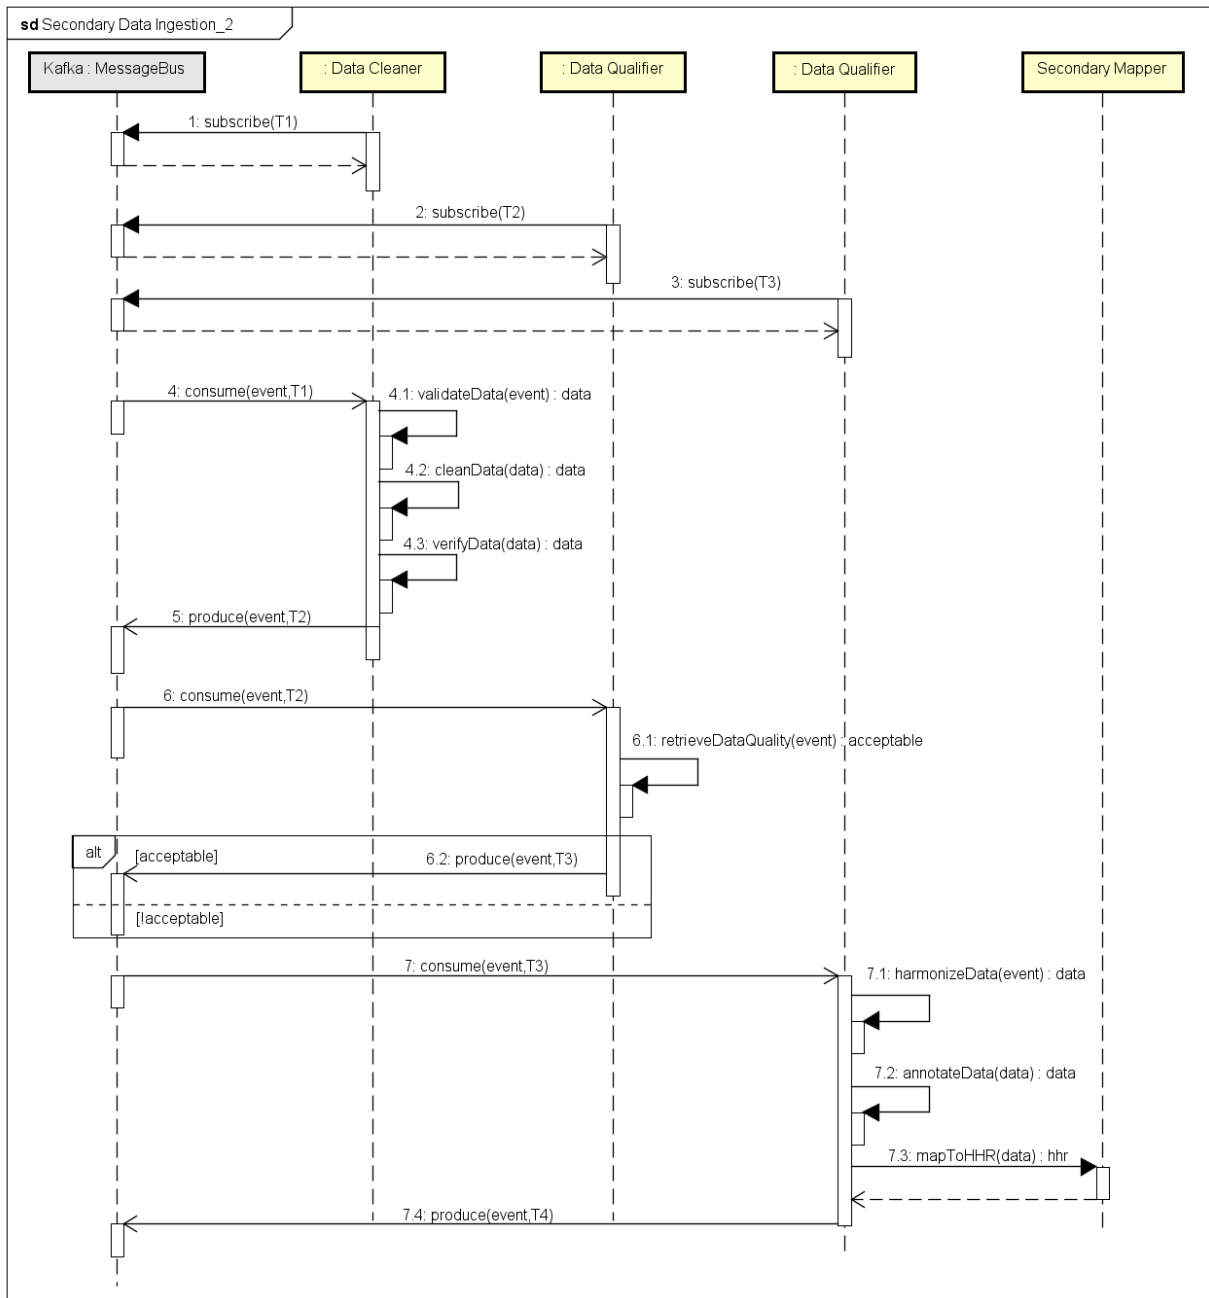 sd Secondary Data Ingestion_2
Kafka : MessageBus
: Data Cleaner
: Data Qualifier
: Data Qualifier
Secondary Mapper
1: subscribe(T1)
2: subscribe(T2)
3: subscribe(T3)
4: consume(event,T1)
4.1: validateData(event) : data
4.2: cleanData(data) : data
4.3: verifyData(data) : data
5: produce(event,T2)
6: consume(event,T2)
6.1: retrieveDataQuality(event) : acceptable
alt
[acceptable]
6.2: produce(event,T3)
[!acceptable]
7: consume(event,T3)
7.1: harmonizeData(event) : data
7.2: annotateData(data) : data
7.3: mapToHHR(data) : hhr
7.4: produce(event,T4)